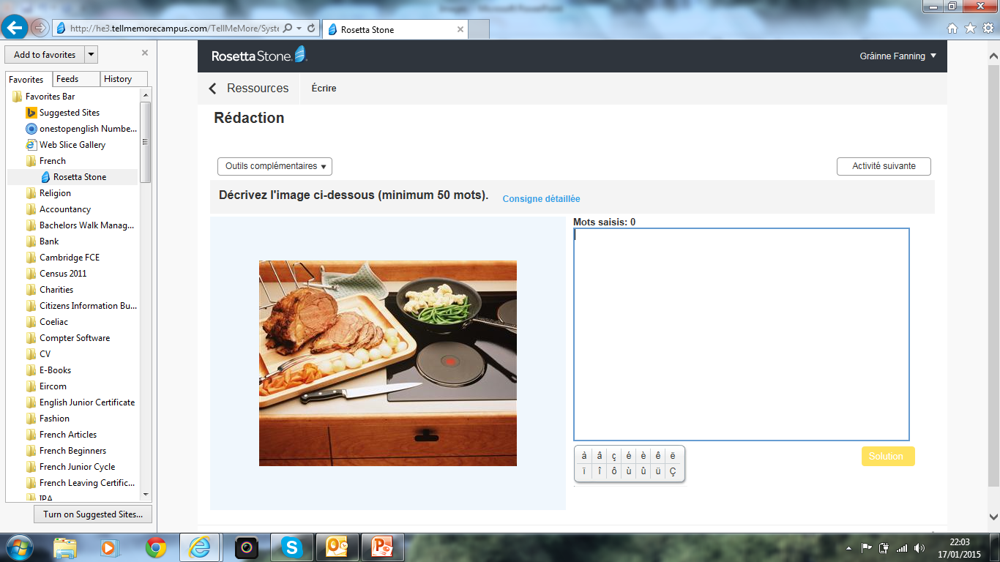 http://he3.tellmemorecampus.com/TellMeMore/Syste
Rosetta Stone
Add to favorites
Favorites Feeds History
Favorites Bar
Suggested Sites
onestopenglish Numbe...
Web Slice Gallery
French
Rosetta Stone
Religion
Accountancy
Bachelors Walk Manag...
Bank
Cambridge FCE
Census 2011
Charities
Citizens Information Bu...
Coeliac
Compter Software
CV
E-Books
Eircom
English Junior Certificate
Fashion
French Articles
French Beginners
French Junior Cycle
French Leaving Certific...
IPA
Turn on Suggested Sites...
RosettaStone
Gráinne Fanning
Ressources Écrire
Rédaction
Outils complémentaires
Activité suivante
Décrivez l'image ci-dessous (minimum 50 mots). Consigne détaillée
Mots saisis: 0
à â ç é è ê ë
ï î ô ù û ü Ç
Solution
22:03
17/01/2015